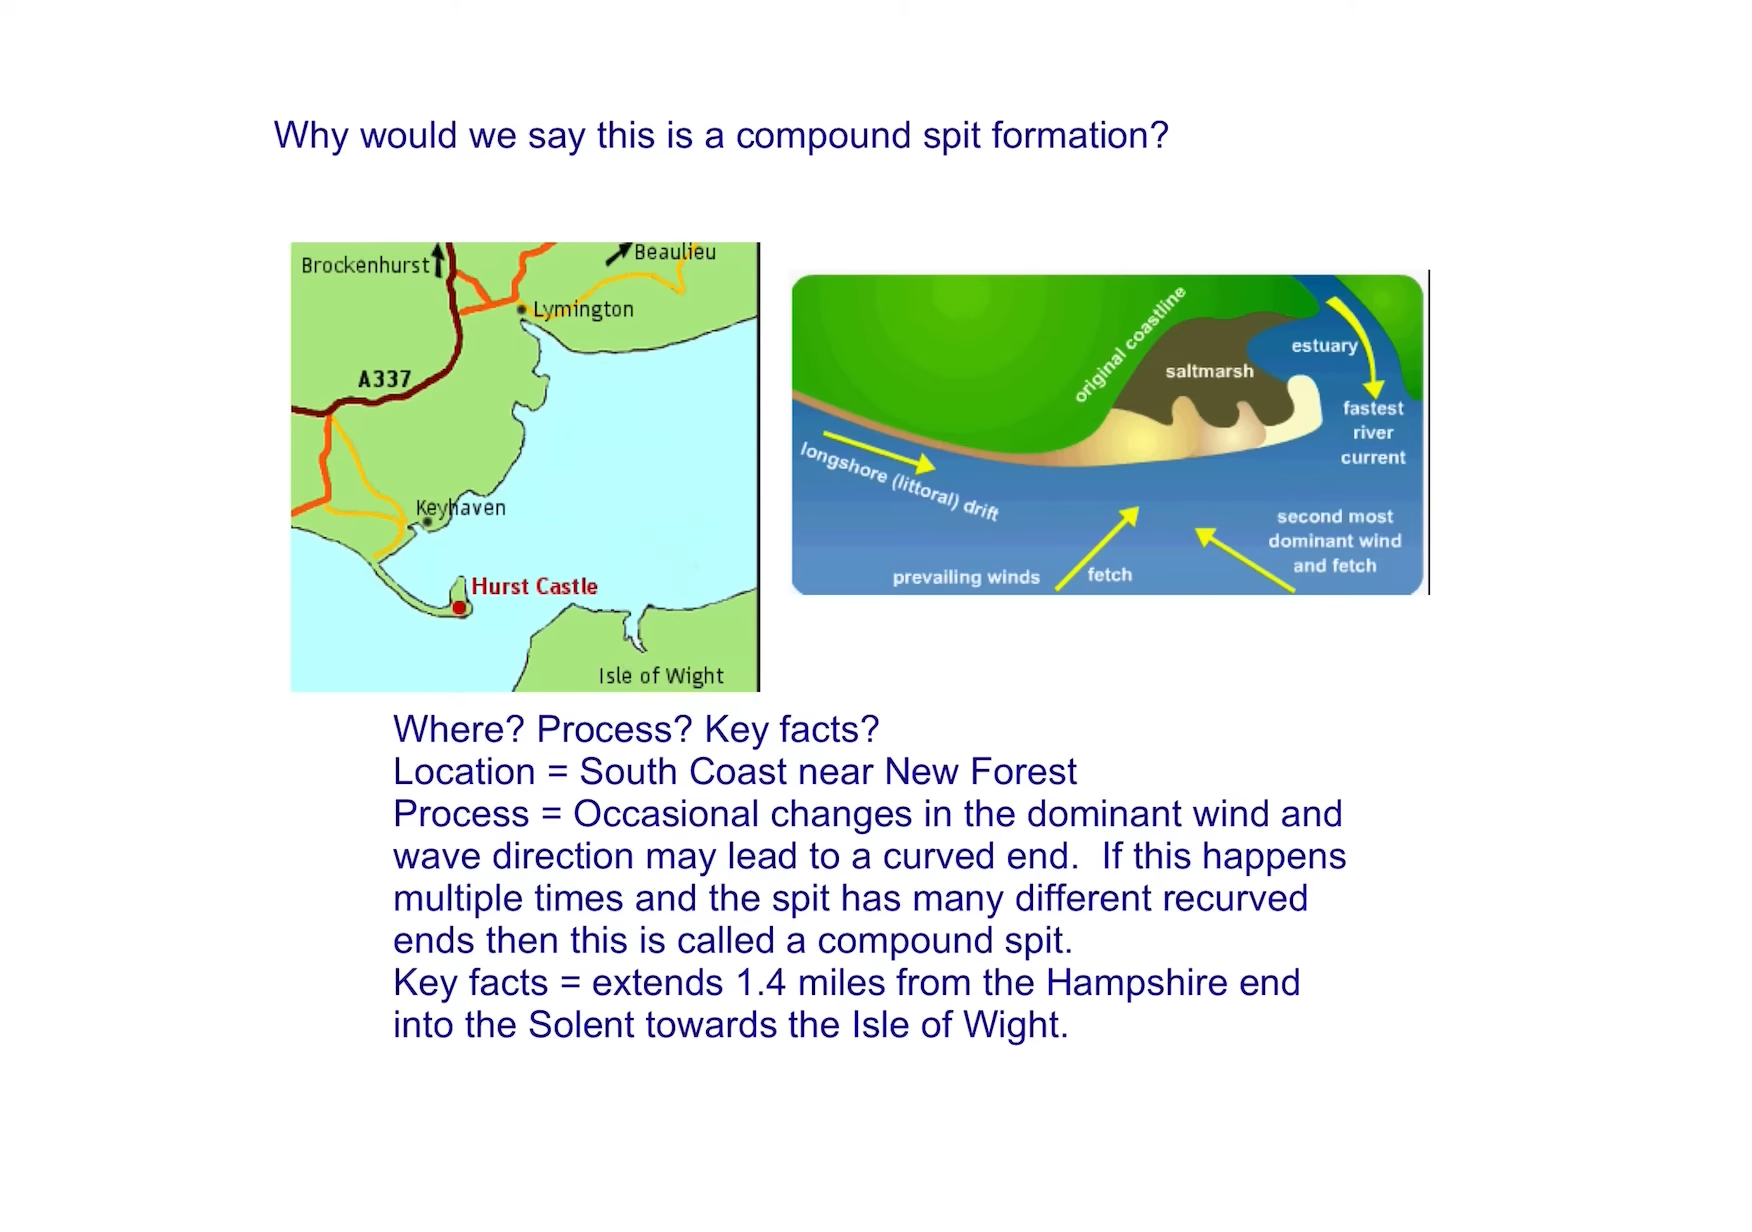 Why would we say this is a compound spit formation?
Brockenhurst
Beaulieu
Lymington
A337
Keyhaven
Hurst Castle
Isle of Wight
original coastline
estuary
saltmarsh
fastest
river
current
longshore (littoral) drift
second most
dominant wind
and fetch
prevailing winds
fetch
Where? Process? Key facts?
Location = South Coast near New Forest
Process = Occasional changes in the dominant wind and
wave direction may lead to a curved end.  If this happens
multiple times and the spit has many different recurved
ends then this is called a compound spit.
Key facts = extends 1.4 miles from the Hampshire end
into the Solent towards the Isle of Wight.